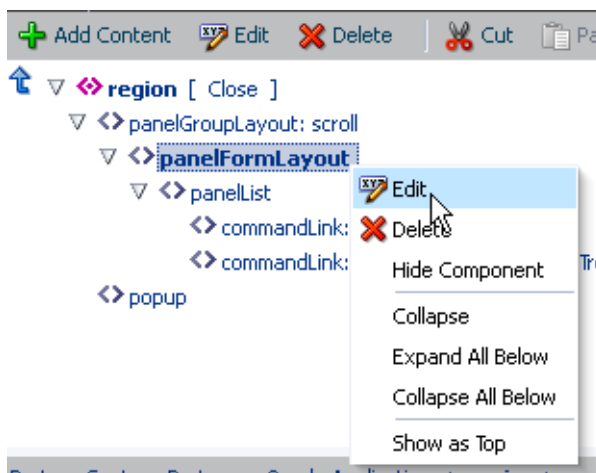 Add Content Edit Delete Cut
region [ Close ]
panelGroupLayout: scroll
panelFormLayout
panelList
commandLink:
commandLink:
popup
Edit
Delete
Hide Component
Collapse
Expand All Below
Collapse All Below
Show as Top